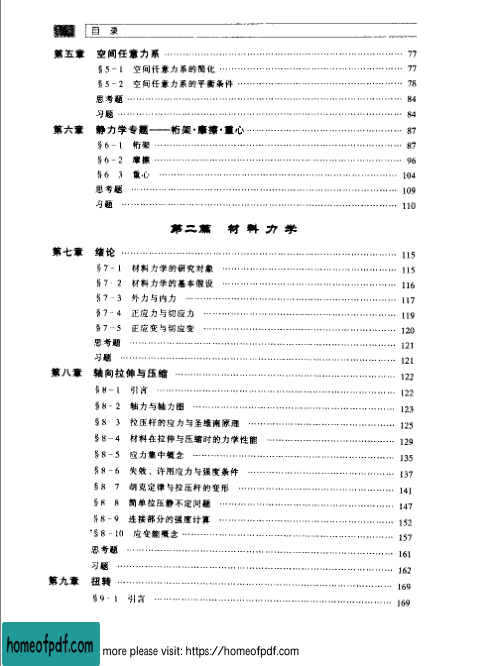 目 录
第五章 空间任意力系 77
§5-1 空间任意力系的简化 77
§5-2 空间任意力系的平衡条件 78
思考题 84
习题 84
第六章 静力学专题——桁架·摩擦·重心 87
§6-1 桁架 87
§6-2 摩擦 96
§6 3 重心 104
思考题 109
习题 110
第二篇 材料力学
第七章 绪论 115
§7-1 材料力学的研究对象 115
§7-2 材料力学的基本假设 116
§7-3 外力与内力 117
§7-4 正应力与切应力 119
§7-5 正应变与切应变 120
思考题 121
习题 121
第八章 轴向拉伸与压缩 122
§8-1 引言 122
§8-2 轴力与轴力图 123
§8 3 拉压杆的应力与圣维南原理 125
§8-4 材料在拉伸与压缩时的力学性能 129
§8-5 应力集中概念 135
§8-6 失效、许用应力与强度条件 137
§8 7 胡克定律与拉压杆的变形 141
§8 8 简单拉压静不定问题 147
§8-9 连接部分的强度计算 152
*§8-10 应变能概念 157
思考题 161
习题 162
第九章 扭转 169
§9-1 引言 169
homeofpdf.com
more please visit: https://homeofpdf.com